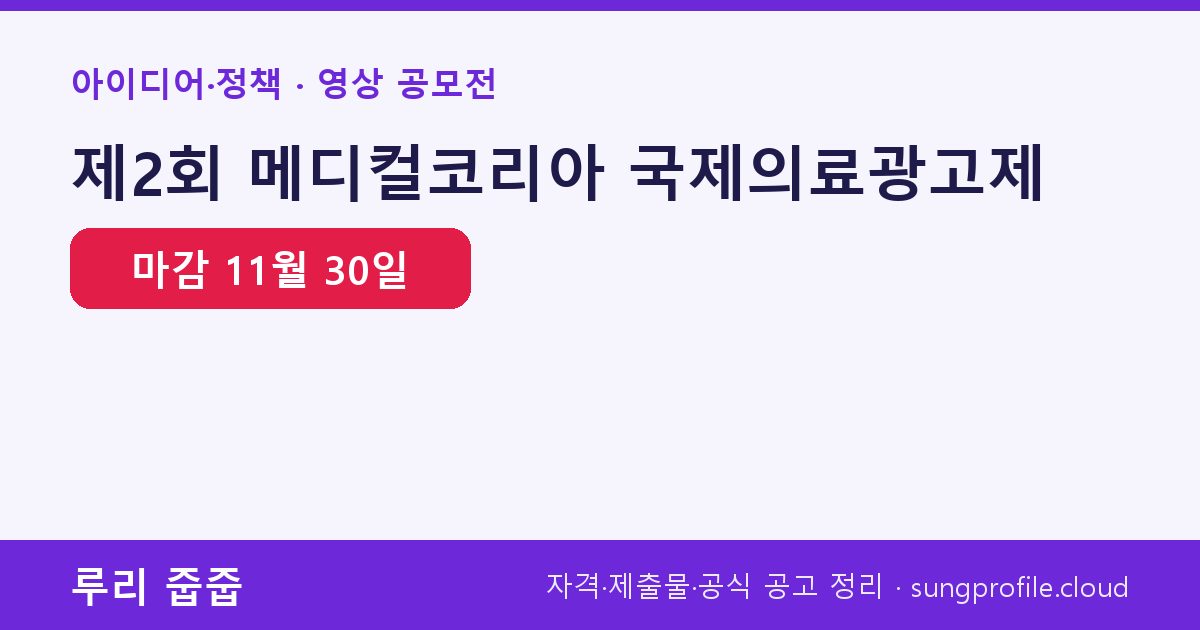 아이디어·정책 · 영상 공모전
제2회 메디컬코리아 국제의료광고제
마감 11월 30일
루리 줍줍
자격·제출물·공식 공고 정리 · sungprofile.cloud